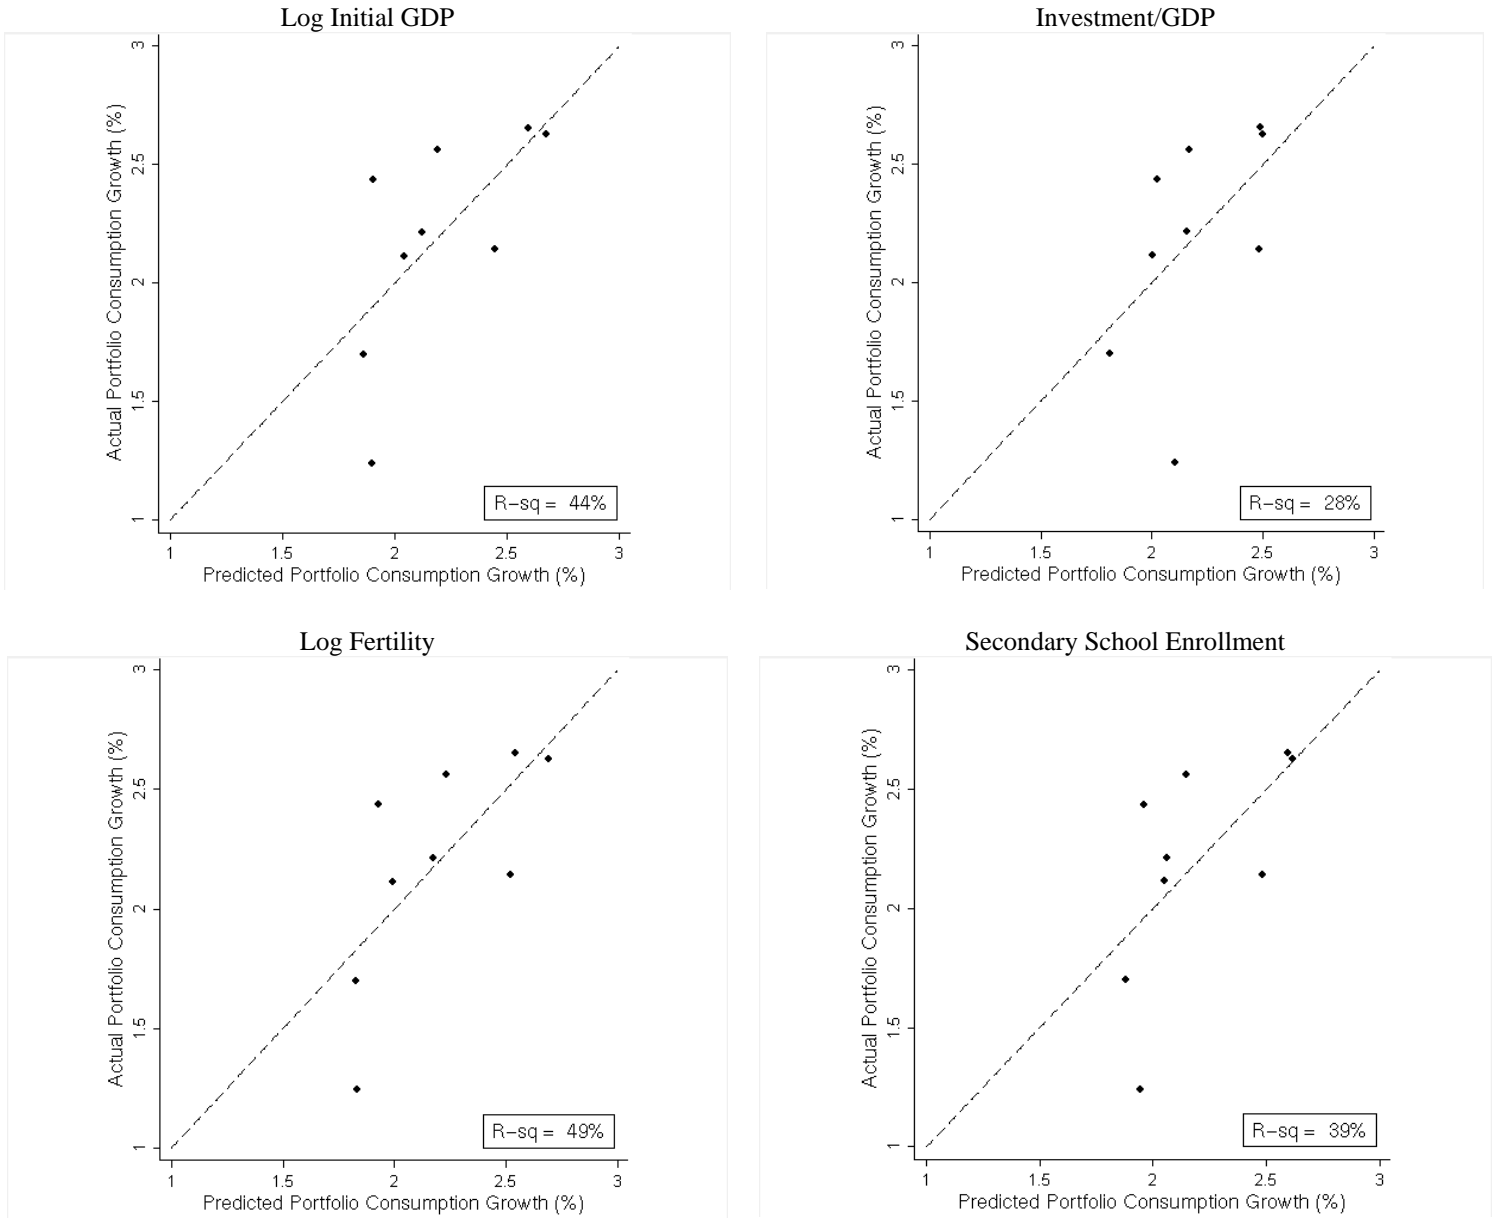 Log Initial GDP
Actual Portfolio Consumption Growth (%)
3
2.5
2
1.5
1
R-sq = 44%
1 1.5 2 2.5 3
Predicted Portfolio Consumption Growth (%)
Investment/GDP
Actual Portfolio Consumption Growth (%)
3
2.5
2
1.5
1
R-sq = 28%
1 1.5 2 2.5 3
Predicted Portfolio Consumption Growth (%)
Log Fertility
Actual Portfolio Consumption Growth (%)
3
2.5
2
1.5
1
R-sq = 49%
1 1.5 2 2.5 3
Predicted Portfolio Consumption Growth (%)
Secondary School Enrollment
Actual Portfolio Consumption Growth (%)
3
2.5
2
1.5
1
R-sq = 39%
1 1.5 2 2.5 3
Predicted Portfolio Consumption Growth (%)